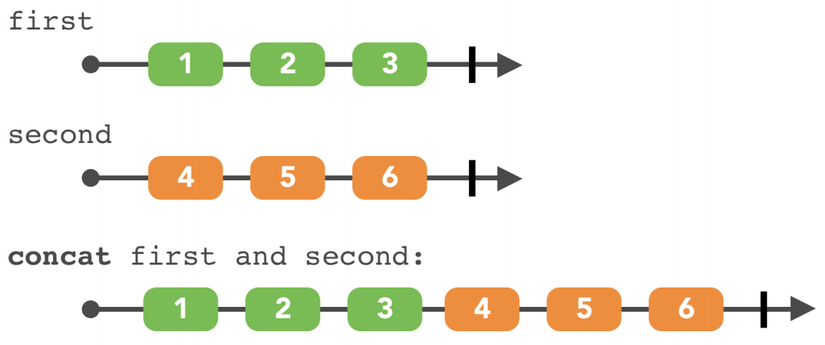 first
1 2 3
second
4 5 6
concat first and second:
1 2 3 4 5 6